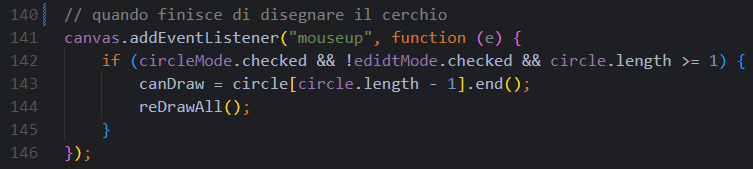 140 // quando finisce di disegnare il cerchio
141 canvas.addEventListener("mouseup", function (e) {
142 if (circleMode.checked && !edidtMode.checked && circle.length >= 1) {
143 canDraw = circle[circle.length - 1].end();
144 reDrawAll();
145 }
146 });